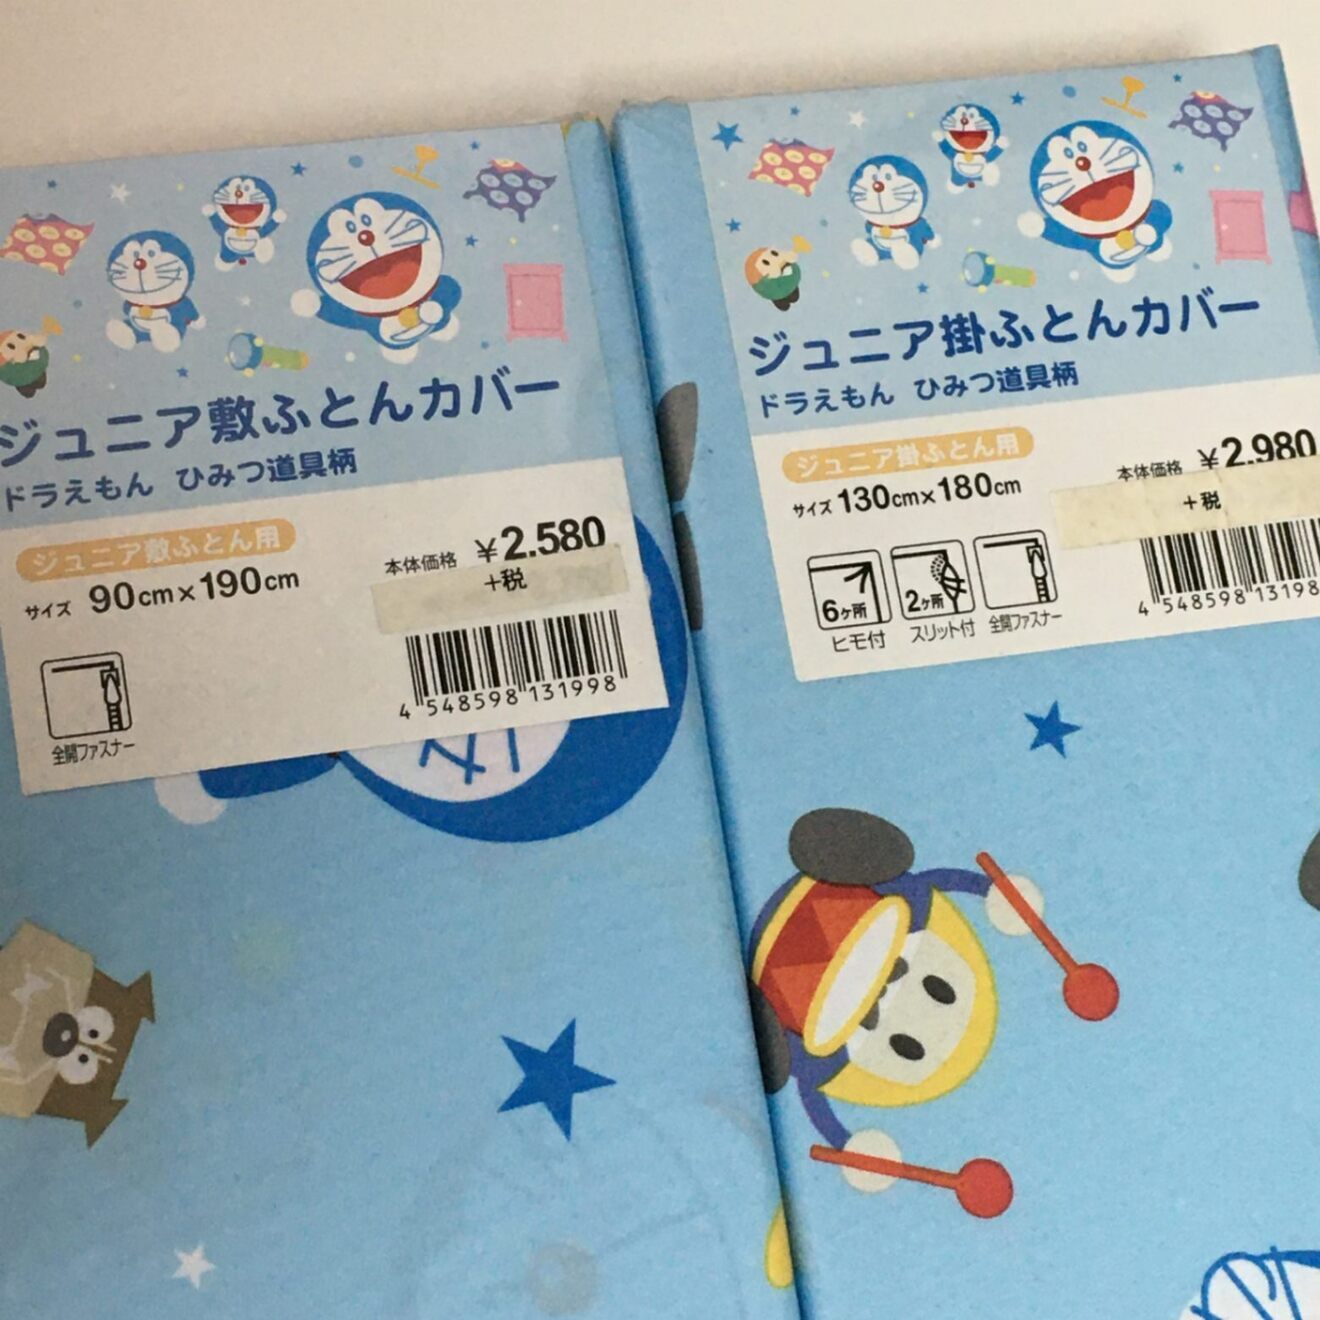 ジュニア敷ふとんカバー
ドラえもん ひみつ道具柄
ジュニア敷ふとん用
サイズ 90cm×190cm
本体価格 ¥2.580
+税
全開ファスナー
4 548598 131998
ジュニア掛ふとんカバー
ドラえもん ひみつ道具柄
ジュニア掛ふとん用
サイズ 130cm×180cm
本体価格 ¥2.980
+税
6ヶ所
2ヶ所
ヒモ付
スリット付
全開ファスナー
4 548598 13198